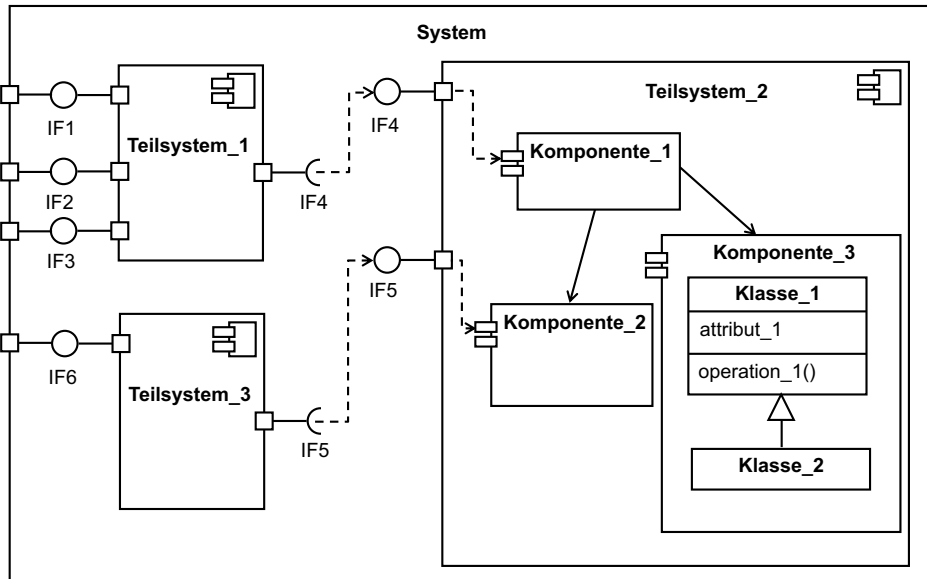 System
IF1
IF2
IF3
Teilsystem_1
IF4
IF4
Teilsystem_2
Komponente_1
Komponente_3
Klasse_1
attribut_1
operation_1()
Klasse_2
Komponente_2
IF5
IF6
Teilsystem_3
IF5